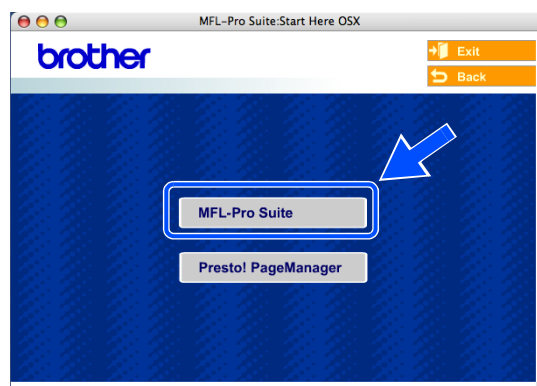 MFL-Pro Suite:Start Here OSX
brother
Exit
Back
MFL-Pro Suite
Presto! PageManager